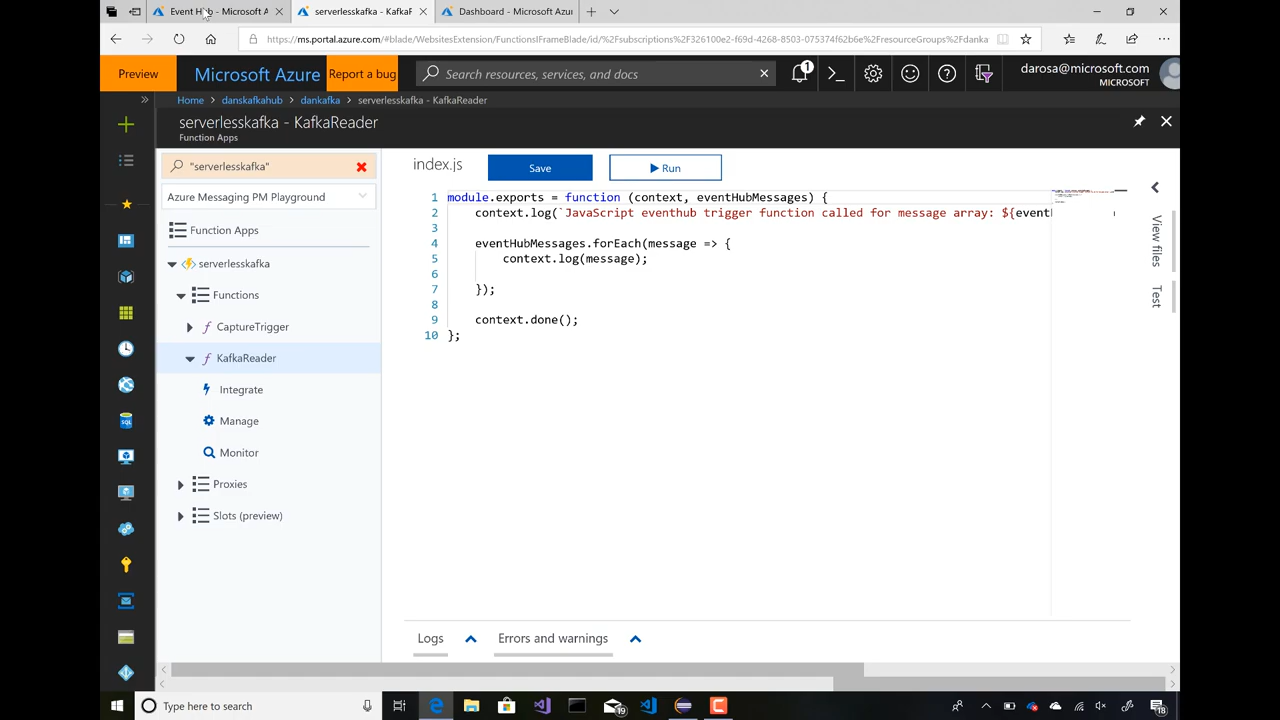 Event Hub - Microsoft A
serverlesskafka - KafkaF
Dashboard - Microsoft Azur
https://ms.portal.azure.com/#blade/WebsitesExtension/FunctionsIFrameBlade/id/%2Fsubscriptions%2F326100e2-f69d-4268-8503-075374f62b6e%2FresourceGroups%2Fdanka
Preview
Microsoft Azure
Report a bug
Search resources, services, and docs
1
darosa@microsoft.com
MICROSOFT
Home > danskafkahub > dankafka > serverlesskafka - KafkaReader
serverlesskafka - KafkaReader
Function Apps
"serverlesskafka"
Azure Messaging PM Playground
Function Apps
serverlesskafka
Functions
CaptureTrigger
KafkaReader
Integrate
Manage
Monitor
Proxies
Slots (preview)
index.js
Save
Run
1 module.exports = function (context, eventHubMessages) {
2 context.log(`JavaScript eventhub trigger function called for message array: ${eventH
3
4 eventHubMessages.forEach(message => {
5 context.log(message);
6
7 });
8
9 context.done();
10 };
View files
Test
Logs
Errors and warnings
Type here to search
19
18